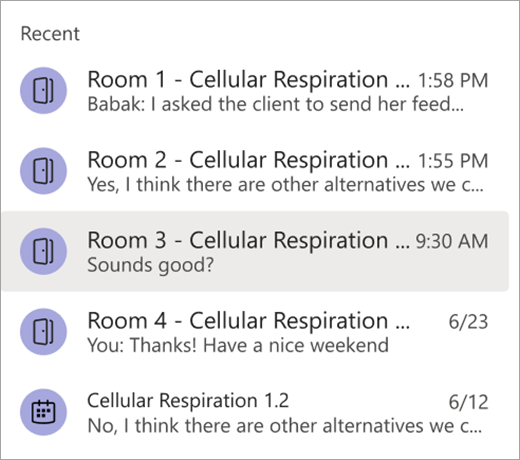 Recent
Room 1 - Cellular Respiration ... 1:58 PM
Babak: I asked the client to send her feed...
Room 2 - Cellular Respiration ... 1:55 PM
Yes, I think there are other alternatives we c...
Room 3 - Cellular Respiration ... 9:30 AM
Sounds good?
Room 4 - Cellular Respiration ... 6/23
You: Thanks! Have a nice weekend
Cellular Respiration 1.2 6/12
No, I think there are other alternatives we c...